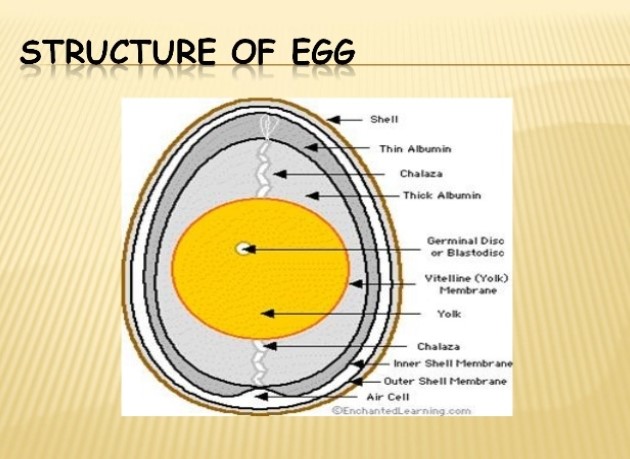 STRUCTURE OF EGG
Shell
Thin Albumin
Chalaza
Thick Albumin
Germinal Disc
or Blastodisc
Vitelline (Yolk)
Membrane
Yolk
Chalaza
Inner Shell Membrane
Outer Shell Membrane
Air Cell
©EnchantedLearning.com